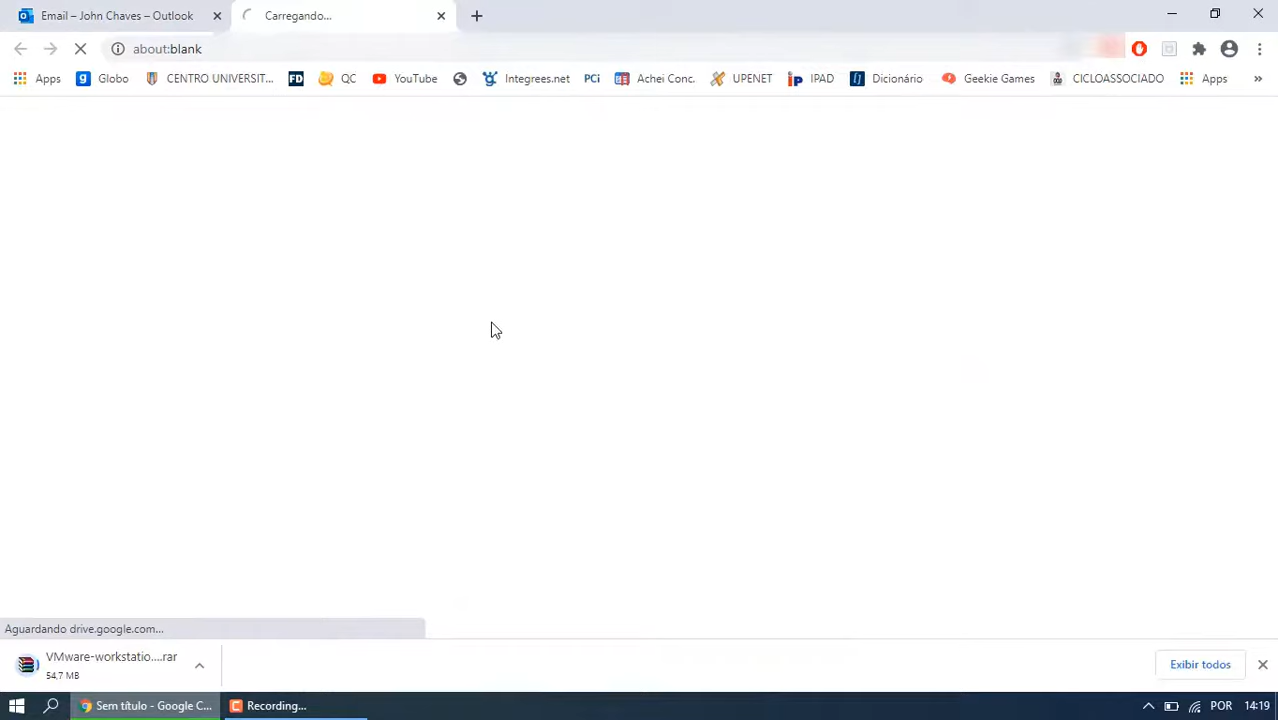 Email – John Chaves – Outlook
Carregando...
about:blank
Apps
Globo
CENTRO UNIVERSIT...
FD
QC
YouTube
Integrees.net
PCi
Achei Conc.
UPENET
IPAD
Dicionário
Geekie Games
CICLOASSOCIADO
Apps
Aguardando drive.google.com...
VMware-workstatio....rar
54,7 MB
Exibir todos
Sem título - Google C...
Recording...
POR
14:19